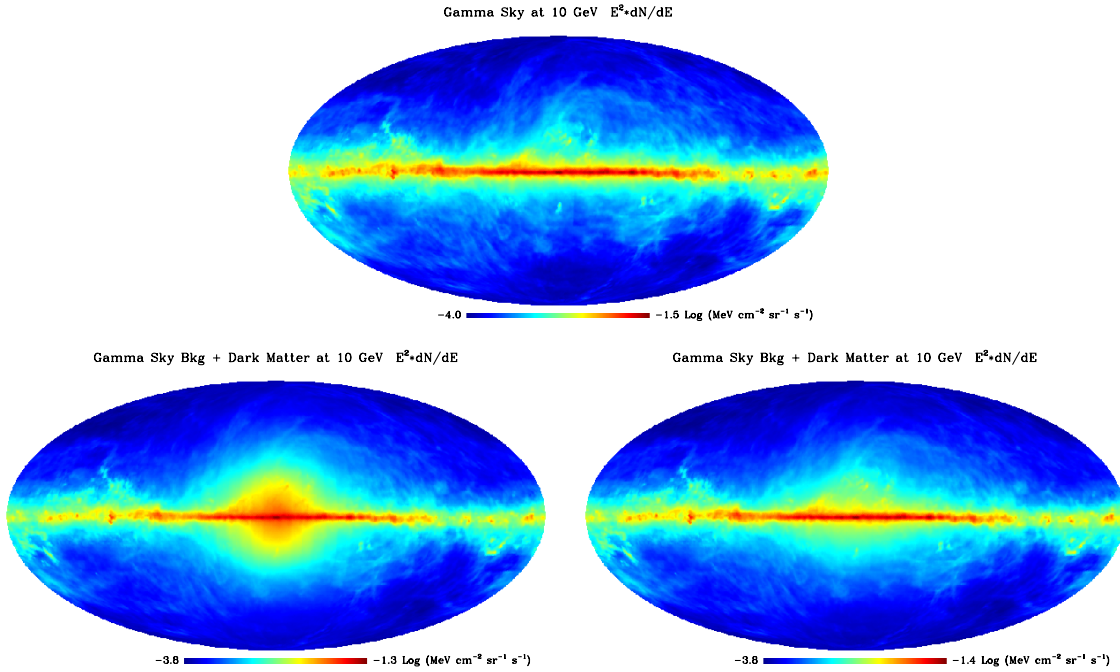 Gamma Sky at 10 GeV E²*dN/dE
−4.0 −1.5 Log (MeV cm⁻² sr⁻¹ s⁻¹)
Gamma Sky Bkg + Dark Matter at 10 GeV E²*dN/dE
Gamma Sky Bkg + Dark Matter at 10 GeV E²*dN/dE
−3.8 −1.3 Log (MeV cm⁻² sr⁻¹ s⁻¹)
−3.8 −1.4 Log (MeV cm⁻² sr⁻¹ s⁻¹)